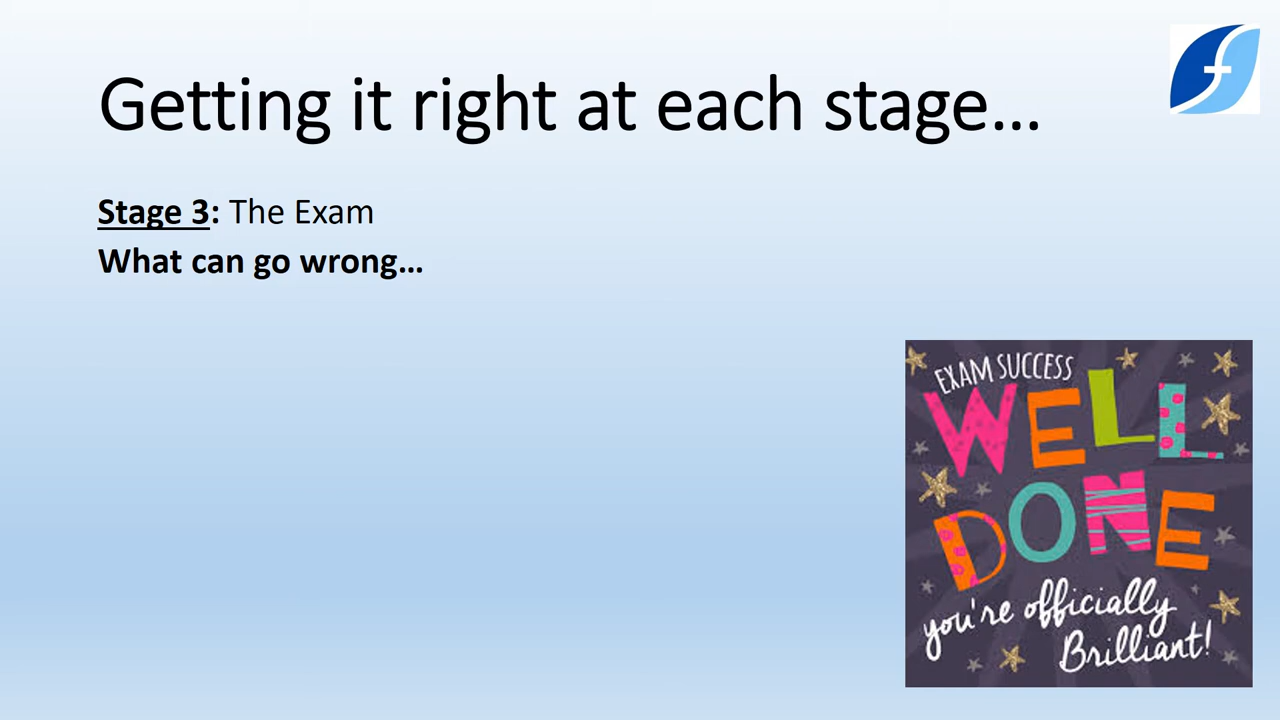 Getting it right at each stage...
Stage 3: The Exam
What can go wrong...
EXAM SUCCESS
WELL
DONE
you're officially
Brilliant!